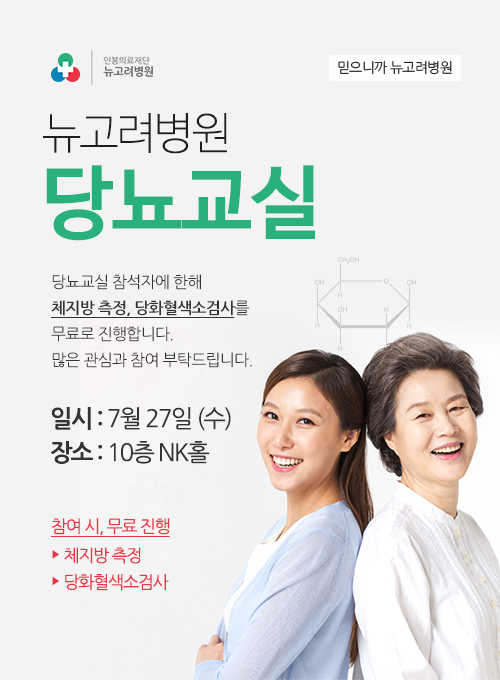 인봉의료재단
뉴고려병원
믿으니까 뉴고려병원
뉴고려병원
당뇨교실
당뇨교실 참석자에 한해
체지방 측정, 당화혈색소검사를
무료로 진행합니다.
많은 관심과 참여 부탁드립니다.
일시 : 7월 27일 (수)
장소 : 10층 NK홀
참여 시, 무료 진행
▶ 체지방 측정
▶ 당화혈색소검사
CH₂OH
OH
O
OH
H
OH
H
H
H